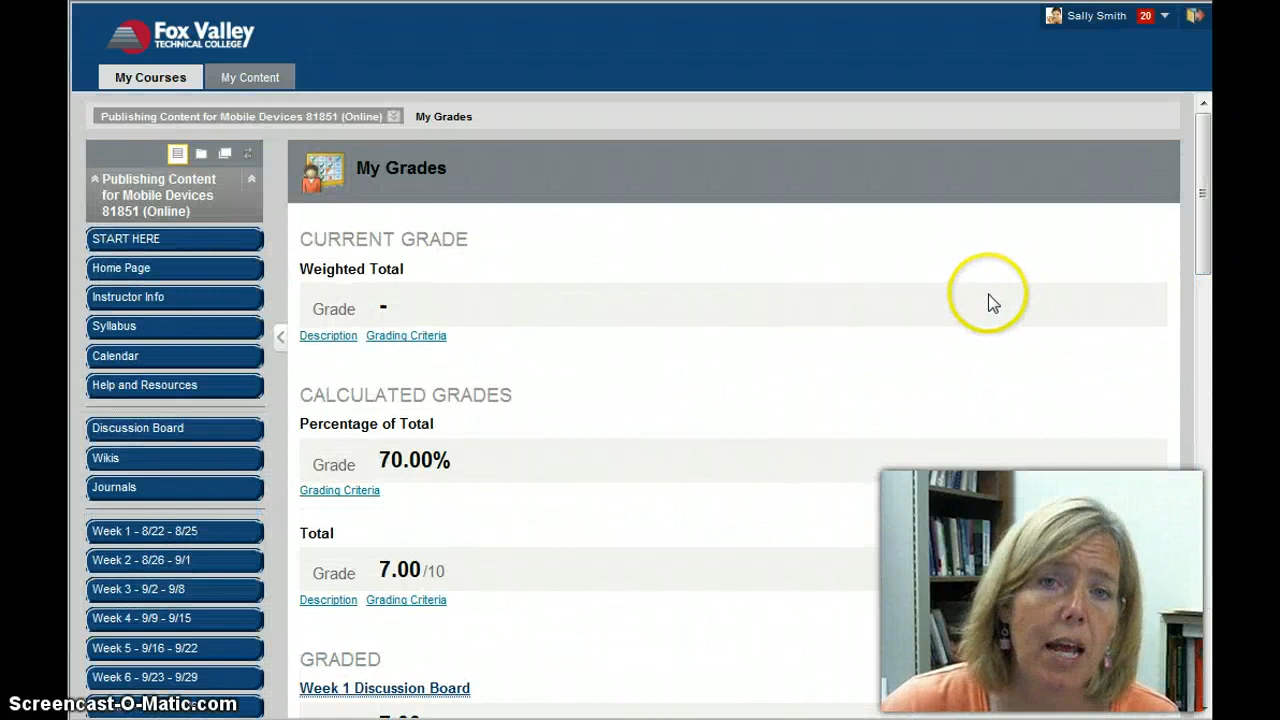 Fox Valley
TECHNICAL COLLEGE
Sally Smith 20
My Courses My Content
Publishing Content for Mobile Devices 81851 (Online) My Grades
Publishing Content
for Mobile Devices
81851 (Online)
START HERE
Home Page
Instructor Info
Syllabus
Calendar
Help and Resources
Discussion Board
Wikis
Journals
Week 1 - 8/22 - 8/25
Week 2 - 8/26 - 9/1
Week 3 - 9/2 - 9/8
Week 4 - 9/9 - 9/15
Week 5 - 9/16 - 9/22
Week 6 - 9/23 - 9/29
My Grades
CURRENT GRADE
Weighted Total
Grade -
Description Grading Criteria
CALCULATED GRADES
Percentage of Total
Grade 70.00%
Grading Criteria
Total
Grade 7.00 /10
Description Grading Criteria
GRADED
Week 1 Discussion Board
Screencast-O-Matic.com